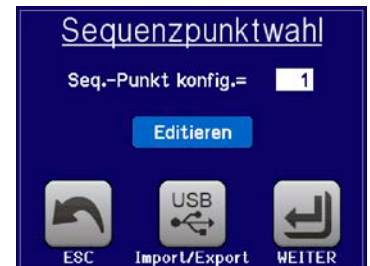 Sequenzpunktwahl
Seq.-Punkt konfig.= 1
Editieren
USB
ESC Import/Export WEITER